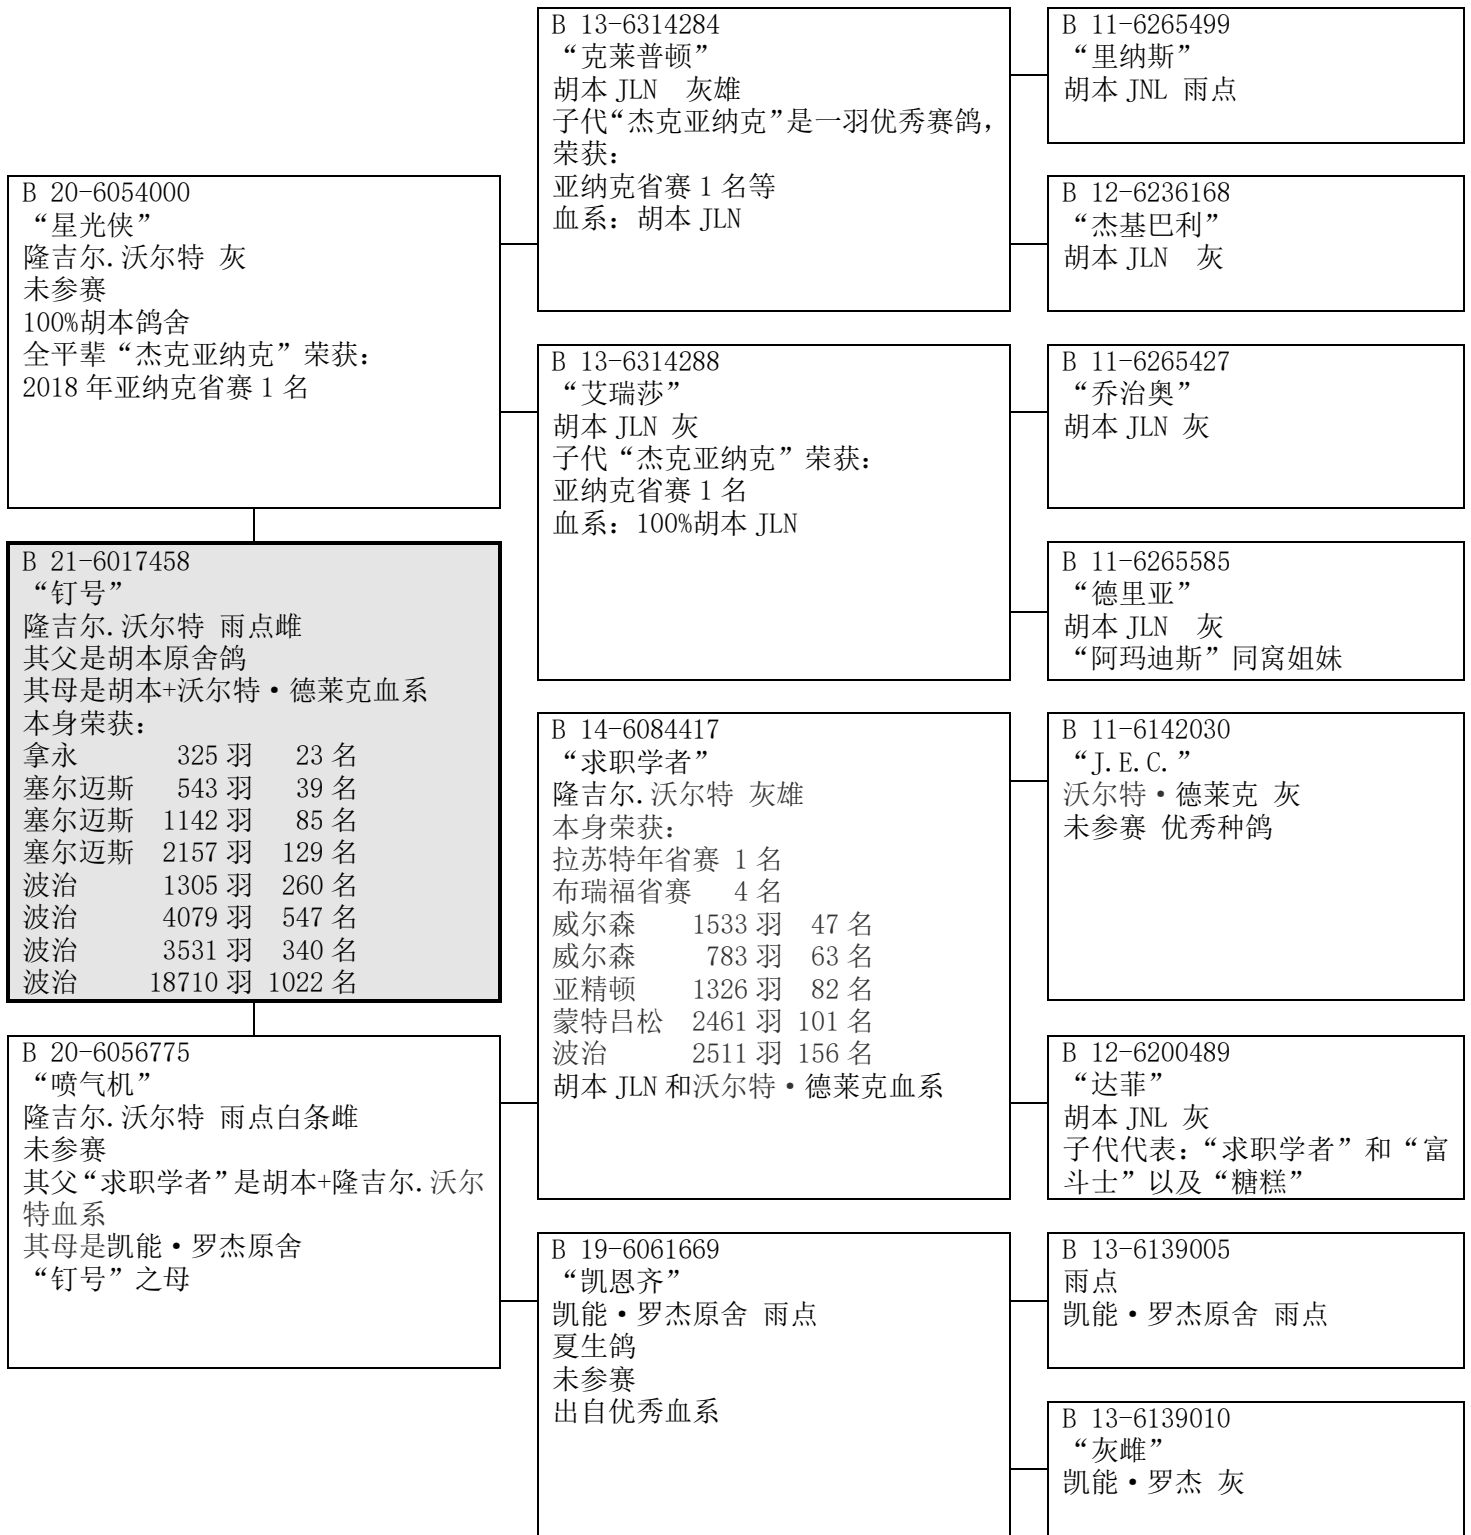 B 20-6054000
“星光侠”
隆吉尔.沃尔特 灰
未参赛
100%胡本鸽舍
全平辈“杰克亚纳克”荣获：
2018 年亚纳克省赛 1 名
B 21-6017458
“钉号”
隆吉尔.沃尔特 雨点雌
其父是胡本原舍鸽
其母是胡本+沃尔特·德莱克血系
本身荣获：
拿永 325 羽 23 名
塞尔迈斯 543 羽 39 名
塞尔迈斯 1142 羽 85 名
塞尔迈斯 2157 羽 129 名
波治 1305 羽 260 名
波治 4079 羽 547 名
波治 3531 羽 340 名
波治 18710 羽 1022 名
B 20-6056775
“喷气机”
隆吉尔.沃尔特 雨点白条雌
未参赛
其父“求职学者”是胡本+隆吉尔.沃尔
特血系
其母是凯能·罗杰原舍
“钉号”之母
B 13-6314284
“克莱普顿”
胡本 JLN 灰雄
子代“杰克亚纳克”是一羽优秀赛鸽，
荣获：
亚纳克省赛 1 名等
血系：胡本 JLN
B 13-6314288
“艾瑞莎”
胡本 JLN 灰
子代“杰克亚纳克”荣获：
亚纳克省赛 1 名
血系：100%胡本 JLN
B 14-6084417
“求职学者”
隆吉尔.沃尔特 灰雄
本身荣获：
拉苏特年省赛 1 名
布瑞福省赛 4 名
威尔森 1533 羽 47 名
威尔森 783 羽 63 名
亚精顿 1326 羽 82 名
蒙特吕松 2461 羽 101 名
波治 2511 羽 156 名
胡本 JLN 和沃尔特·德莱克血系
B 19-6061669
“凯恩齐”
凯能·罗杰原舍 雨点
夏生鸽
未参赛
出自优秀血系
B 11-6265499
“里纳斯”
胡本 JNL 雨点
B 12-6236168
“杰基巴利”
胡本 JLN 灰
B 11-6265427
“乔治奥”
胡本 JLN 灰
B 11-6265585
“德里亚”
胡本 JLN 灰
“阿玛迪斯”同窝姐妹
B 11-6142030
“J.E.C.”
沃尔特·德莱克 灰
未参赛 优秀种鸽
B 12-6200489
“达菲”
胡本 JNL 灰
子代代表：“求职学者”和“富
斗士”以及“糖糕”
B 13-6139005
雨点
凯能·罗杰原舍 雨点
B 13-6139010
“灰雌”
凯能·罗杰 灰